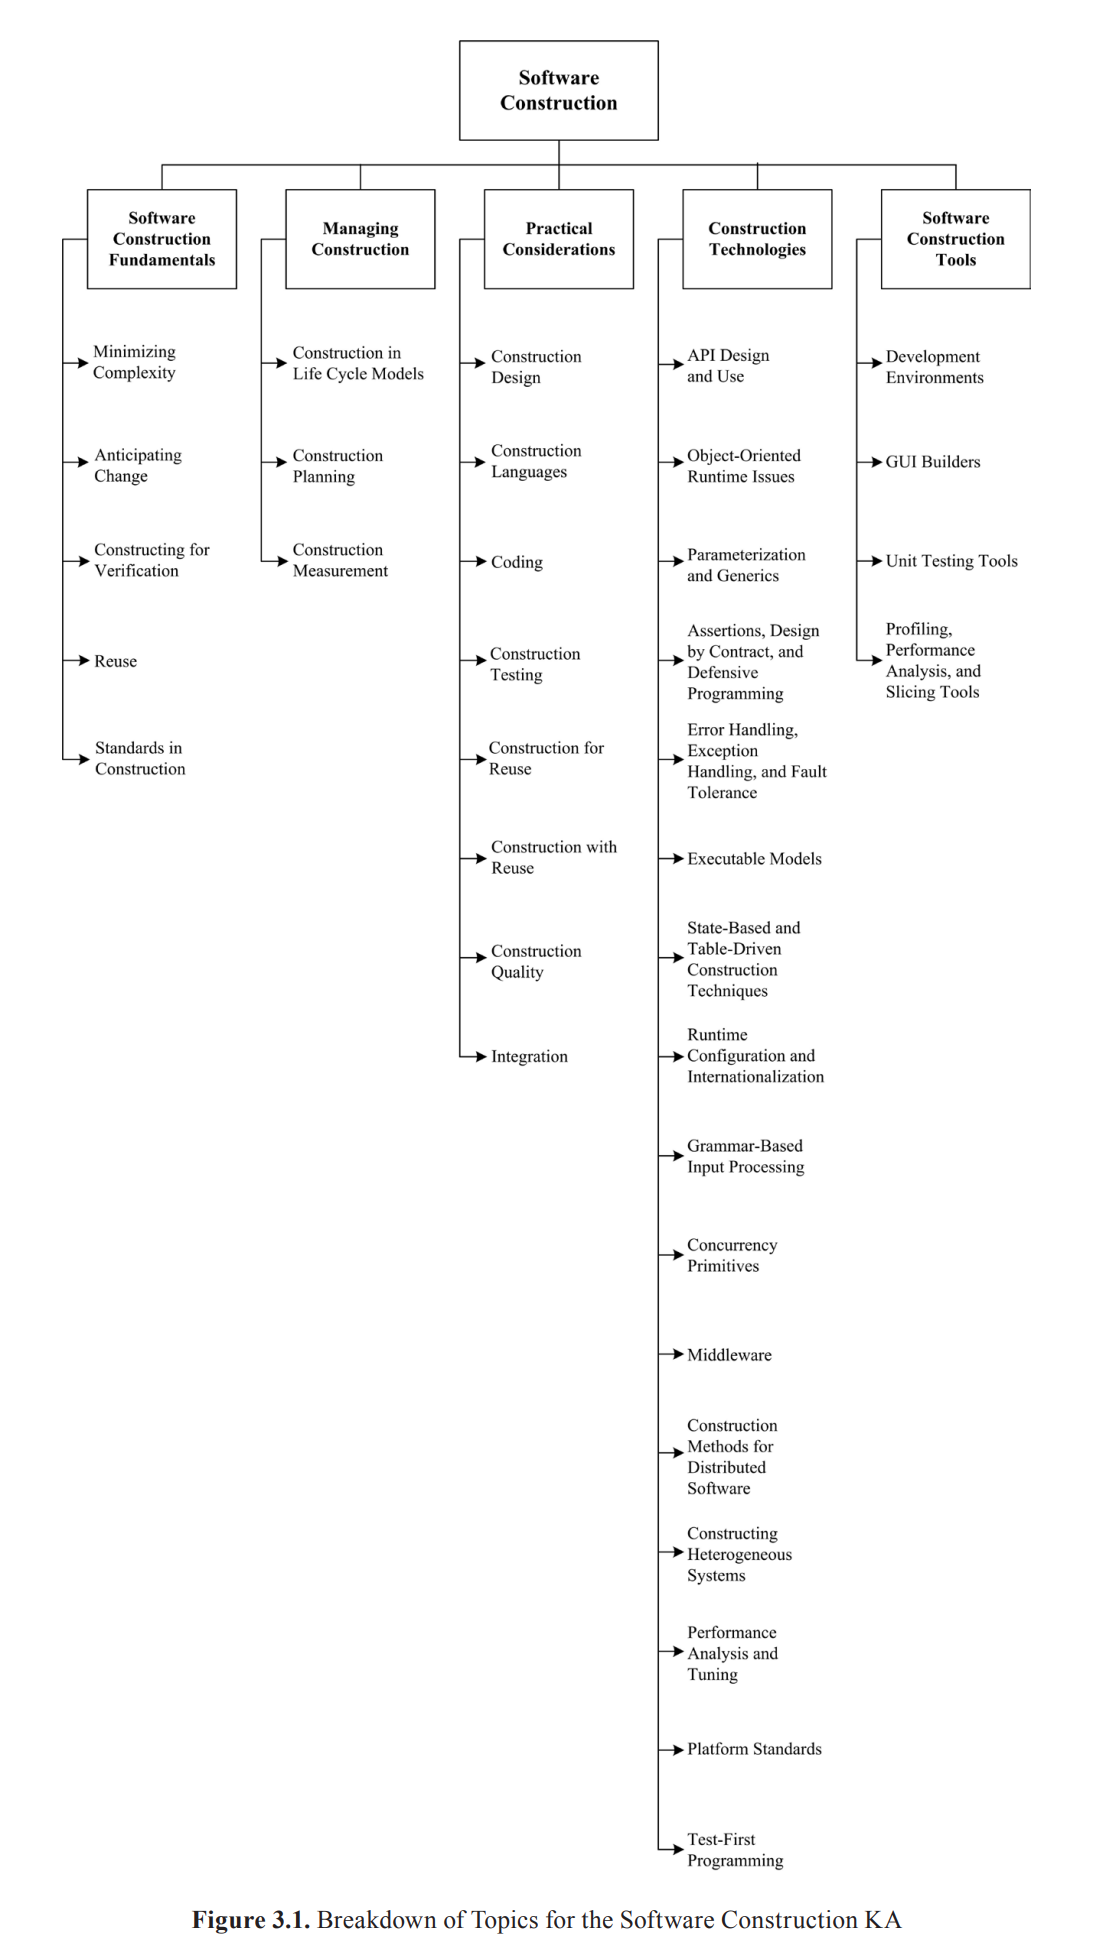 Software
Construction
Software
Construction
Fundamentals
Minimizing
Complexity
Anticipating
Change
Constructing for
Verification
Reuse
Standards in
Construction
Managing
Construction
Construction in
Life Cycle Models
Construction
Planning
Construction
Measurement
Practical
Considerations
Construction
Design
Construction
Languages
Coding
Construction
Testing
Construction for
Reuse
Construction with
Reuse
Construction
Quality
Integration
Construction
Technologies
API Design
and Use
Object-Oriented
Runtime Issues
Parameterization
and Generics
Assertions, Design
by Contract, and
Defensive
Programming
Error Handling,
Exception
Handling, and Fault
Tolerance
Executable Models
State-Based and
Table-Driven
Construction
Techniques
Runtime
Configuration and
Internationalization
Grammar-Based
Input Processing
Concurrency
Primitives
Middleware
Construction
Methods for
Distributed
Software
Constructing
Heterogeneous
Systems
Performance
Analysis and
Tuning
Platform Standards
Test-First
Programming
Software
Construction
Tools
Development
Environments
GUI Builders
Unit Testing Tools
Profiling,
Performance
Analysis, and
Slicing Tools
Figure 3.1. Breakdown of Topics for the Software Construction KA